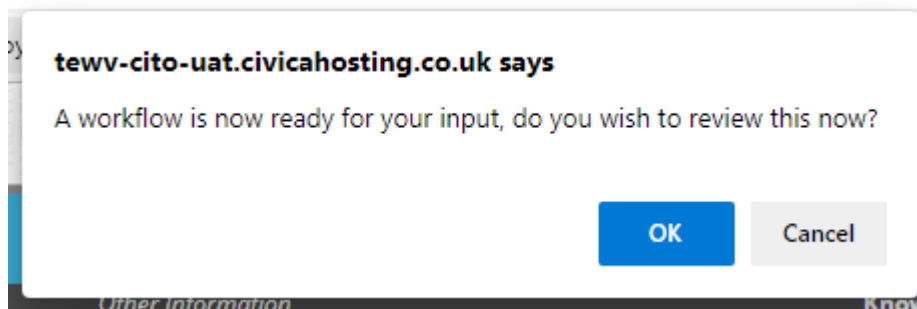 tewv-cito-uat.civicahosting.co.uk says
A workflow is now ready for your input, do you wish to review this now?
OK
Cancel
Other Information